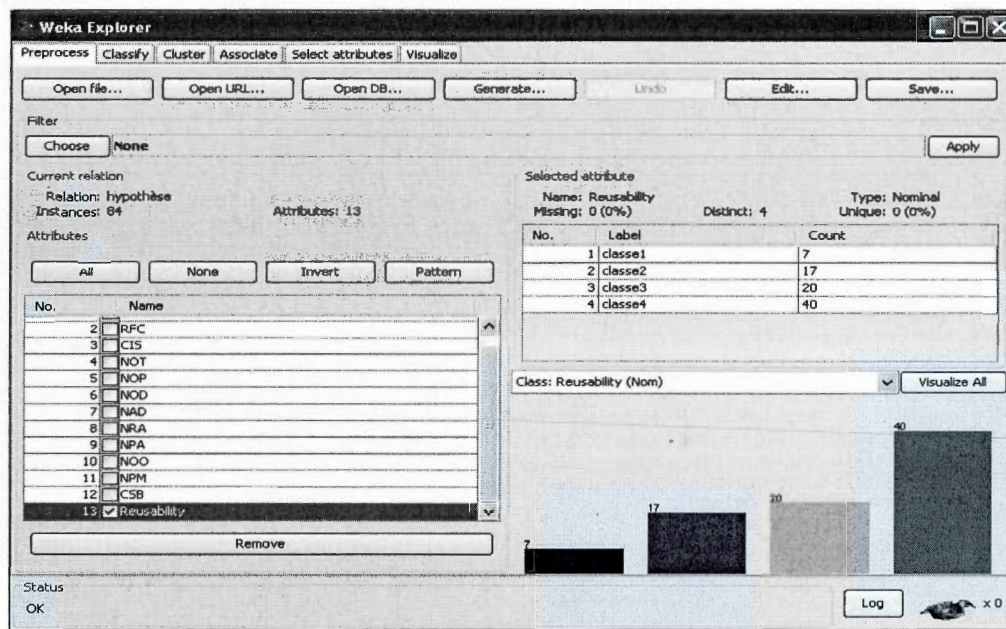 Weka Explorer
Preprocess Classify Cluster Associate Select attributes Visualize
Open file... Open URL... Open DB... Generate... Undo Edit... Save...
Filter
Choose None Apply
Current relation
Relation: hypothèse
Instances: 84 Attributes: 13
Attributes
All None Invert Pattern
No. Name
2 RFC
3 CIS
4 NOT
5 NOP
6 NOD
7 NAD
8 NRA
9 NPA
10 NOO
11 NPM
12 CSB
13 Reusability
Remove
Selected attribute
Name: Reusability Type: Nominal
Missing: 0 (0%) Distinct: 4 Unique: 0 (0%)
No. Label Count
1 classe1 7
2 classe2 17
3 classe3 20
4 classe4 40
Class: Reusability (Nom) Visualize All
7
17
20
40
Status
OK
Log x 0